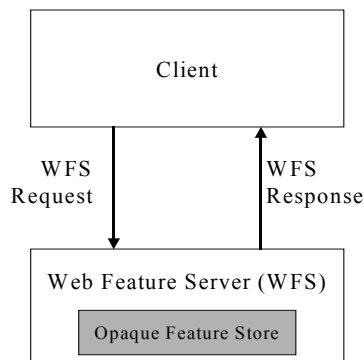 Client
WFS
Request
WFS
Response
Web Feature Server (WFS)
Opaque Feature Store